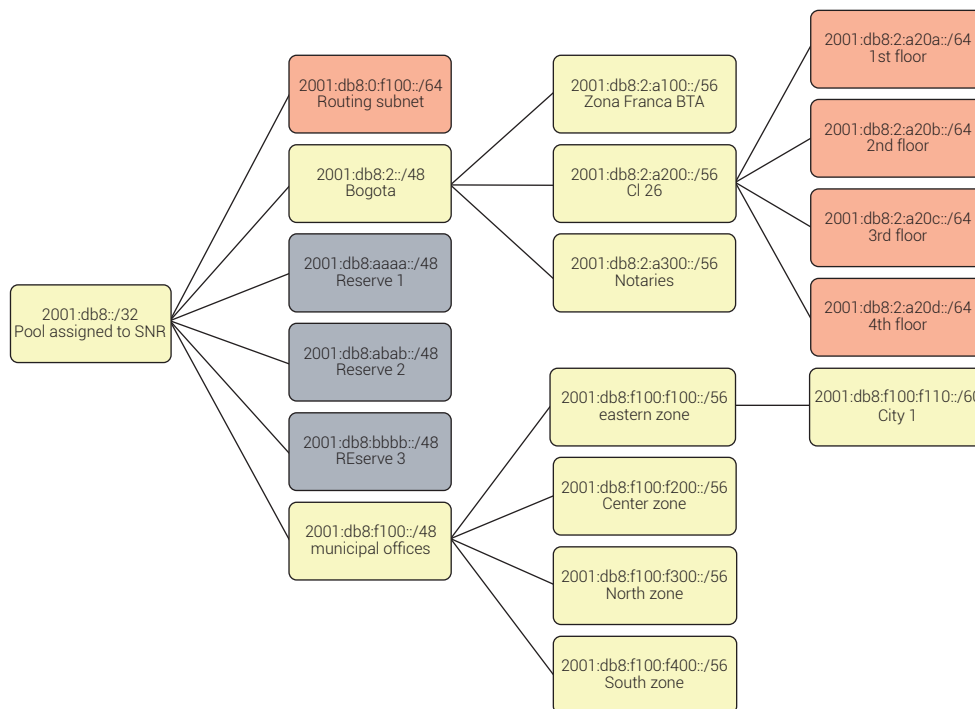 2001:db8::/32
Pool assigned to SNR
2001:db8:0:f100::/64
Routing subnet
2001:db8:2::/48
Bogota
2001:db8:aaaa::/48
Reserve 1
2001:db8:abab::/48
Reserve 2
2001:db8:bbbb::/48
REserve 3
2001:db8:f100::/48
municipal offices
2001:db8:2:a100::/56
Zona Franca BTA
2001:db8:2:a200::/56
Cl 26
2001:db8:2:a300::/56
Notaries
2001:db8:f100:f100::/56
eastern zone
2001:db8:f100:f200::/56
Center zone
2001:db8:f100:f300::/56
North zone
2001:db8:f100:f400::/56
South zone
2001:db8:2:a20a::/64
1st floor
2001:db8:2:a20b::/64
2nd floor
2001:db8:2:a20c::/64
3rd floor
2001:db8:2:a20d::/64
4th floor
2001:db8:f100:f110::/60
City 1